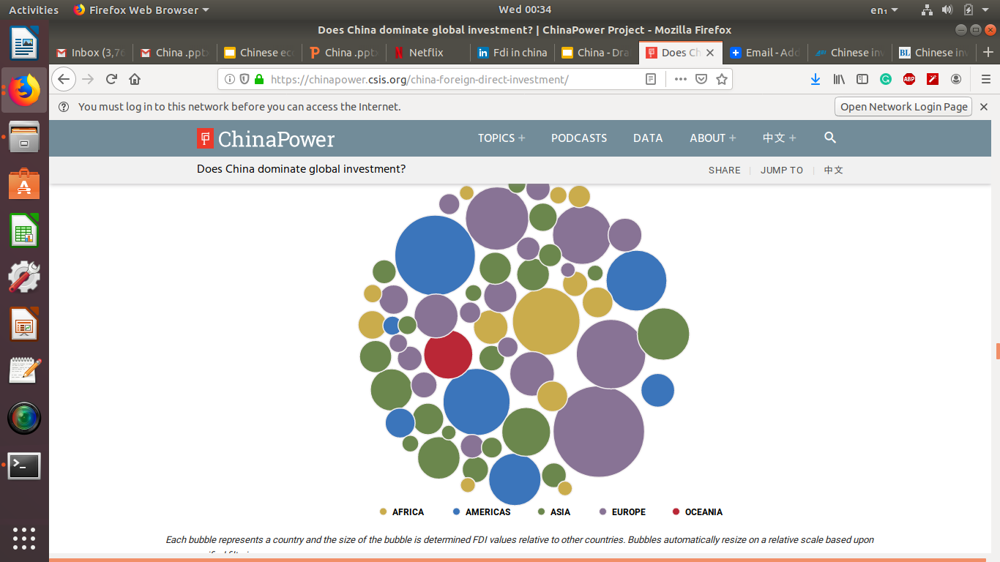 Activities Firefox Web Browser Wed 00:34 en₁
Does China dominate global investment? | ChinaPower Project - Mozilla Firefox
Inbox (3,76 China .pptx Chinese ec China .pptx Netflix Fdi in china China - Dra Does Ch Email - Add Chinese inv Chinese inv
https://chinapower.csis.org/china-foreign-direct-investment/ ABP
You must log in to this network before you can access the Internet. Open Network Login Page
ChinaPower TOPICS + PODCASTS DATA ABOUT + 中文 +
Does China dominate global investment? SHARE JUMP TO 中文
AFRICA AMERICAS ASIA EUROPE OCEANIA
Each bubble represents a country and the size of the bubble is determined FDI values relative to other countries. Bubbles automatically resize on a relative scale based upon